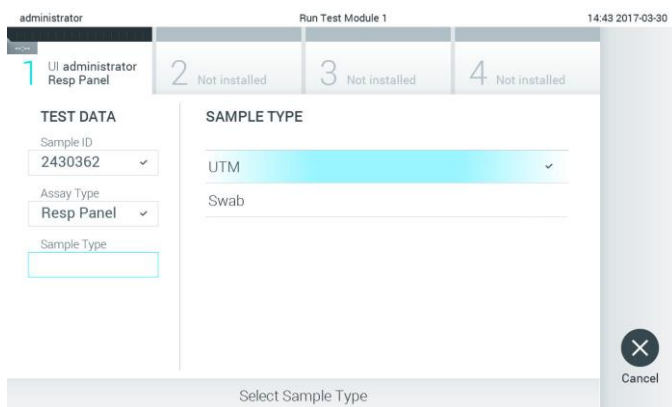 administrator Run Test Module 1 14:43 2017-03-30
--:--
1 UI administrator
Resp Panel
2 Not installed
3 Not installed
4 Not installed
TEST DATA
Sample ID
2430362
Assay Type
Resp Panel
Sample Type
SAMPLE TYPE
UTM
Swab
Cancel
Select Sample Type